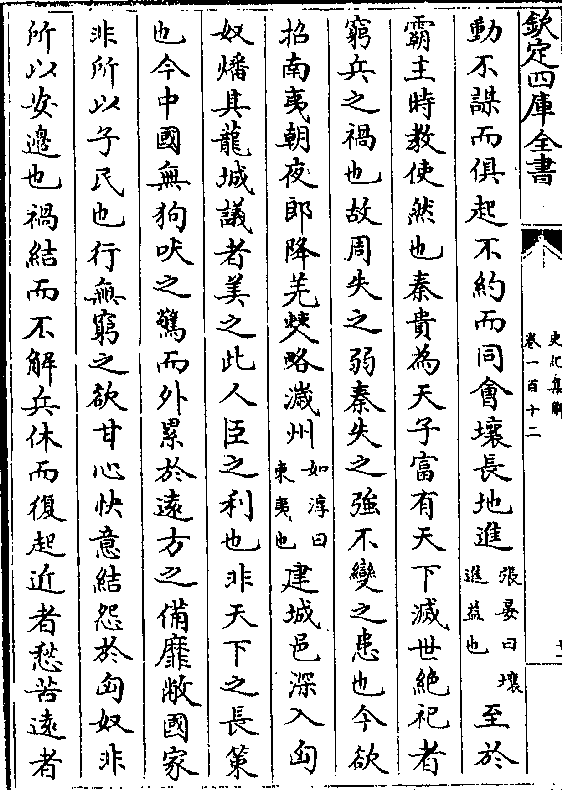 欽定四庫全書
史記集解
卷一百十二
動不謀而俱起不約而同會壤長地進張晏曰壤進益也至於
霸主時教使然也秦貴為天子富有天下滅世絶祀者
窮兵之禍也故周失之弱秦失之強不變之患也今欲
招南夷朝夜郎降羌僰略濊州如淳曰東夷也建城邑深入匈
奴燔其龍城議者美之此人臣之利也非天下之長策
也今中國無狗吠之驚而外累於逺方之備靡敝國家
非所以子民也行無窮之欲甘心快意結怨於匈奴非
所以安邊也禍結而不解兵休而復起近者愁苦逺者